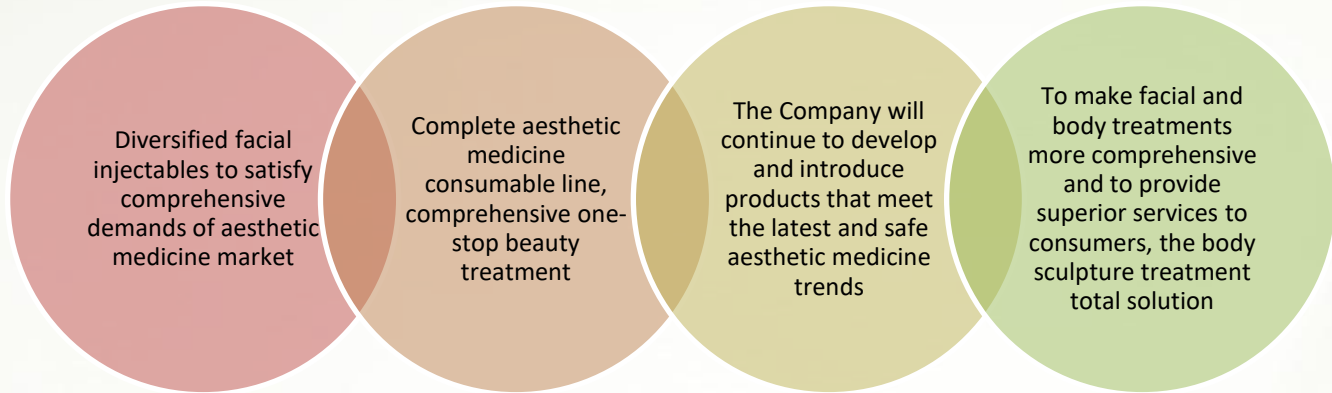 Diversified facial
injectables to satisfy
comprehensive
demands of aesthetic
medicine market
Complete aesthetic
medicine
consumable line,
comprehensive one-
stop beauty
treatment
The Company will
continue to develop
and introduce
products that meet
the latest and safe
aesthetic medicine
trends
To make facial and
body treatments
more comprehensive
and to provide
superior services to
consumers, the body
sculpture treatment
total solution